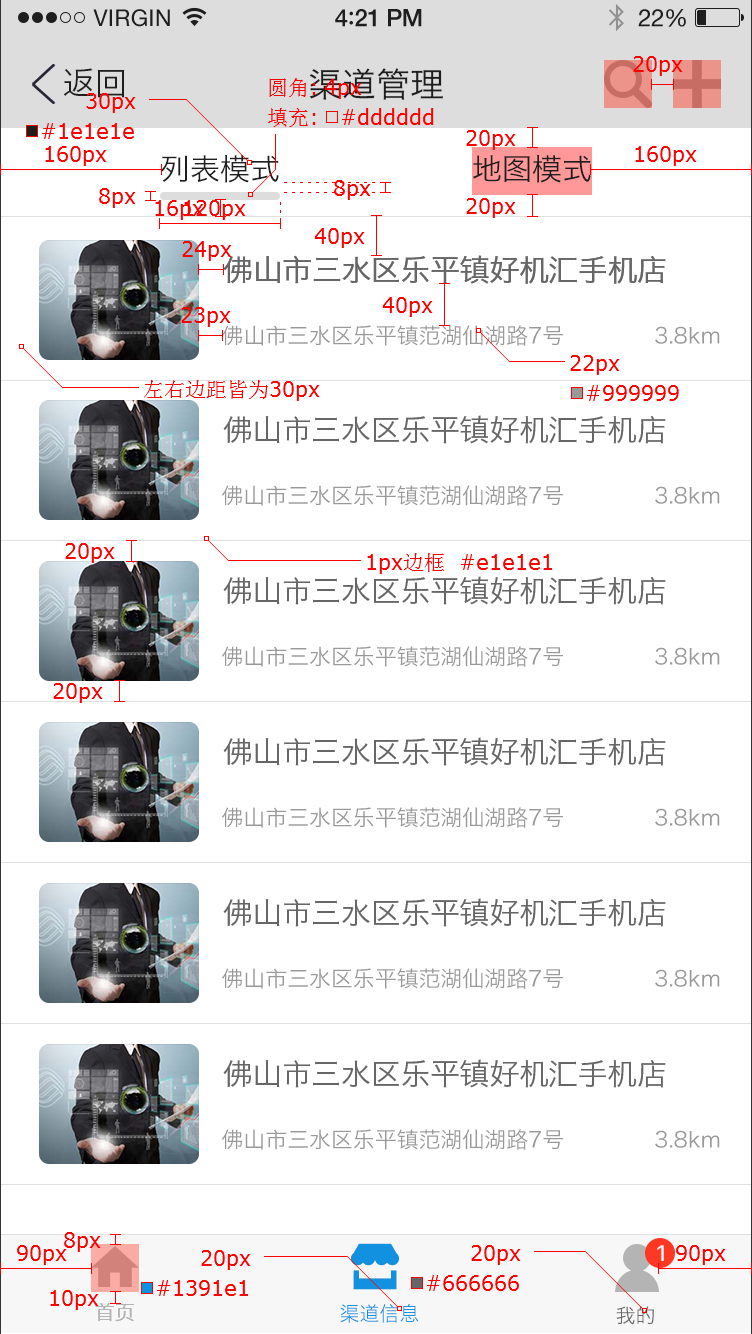 VIRGIN 4:21 PM 22%
返回 渠道管理 20px
30px 圆角：4px
填充：#dddddd
#1e1e1e
160px 20px 160px
列表模式 地图模式
8px 8px
16px 120px 20px
40px
24px
佛山市三水区乐平镇好机汇手机店
40px
23px
佛山市三水区乐平镇范湖仙湖路7号 3.8km
22px
左右边距皆为30px #999999
佛山市三水区乐平镇好机汇手机店
佛山市三水区乐平镇范湖仙湖路7号 3.8km
20px
1px边框 #e1e1e1
佛山市三水区乐平镇好机汇手机店
佛山市三水区乐平镇范湖仙湖路7号 3.8km
20px
佛山市三水区乐平镇好机汇手机店
佛山市三水区乐平镇范湖仙湖路7号 3.8km
佛山市三水区乐平镇好机汇手机店
佛山市三水区乐平镇范湖仙湖路7号 3.8km
佛山市三水区乐平镇好机汇手机店
佛山市三水区乐平镇范湖仙湖路7号 3.8km
8px
90px 20px 20px 1 90px
#1391e1 #666666
10px
首页 渠道信息 我的